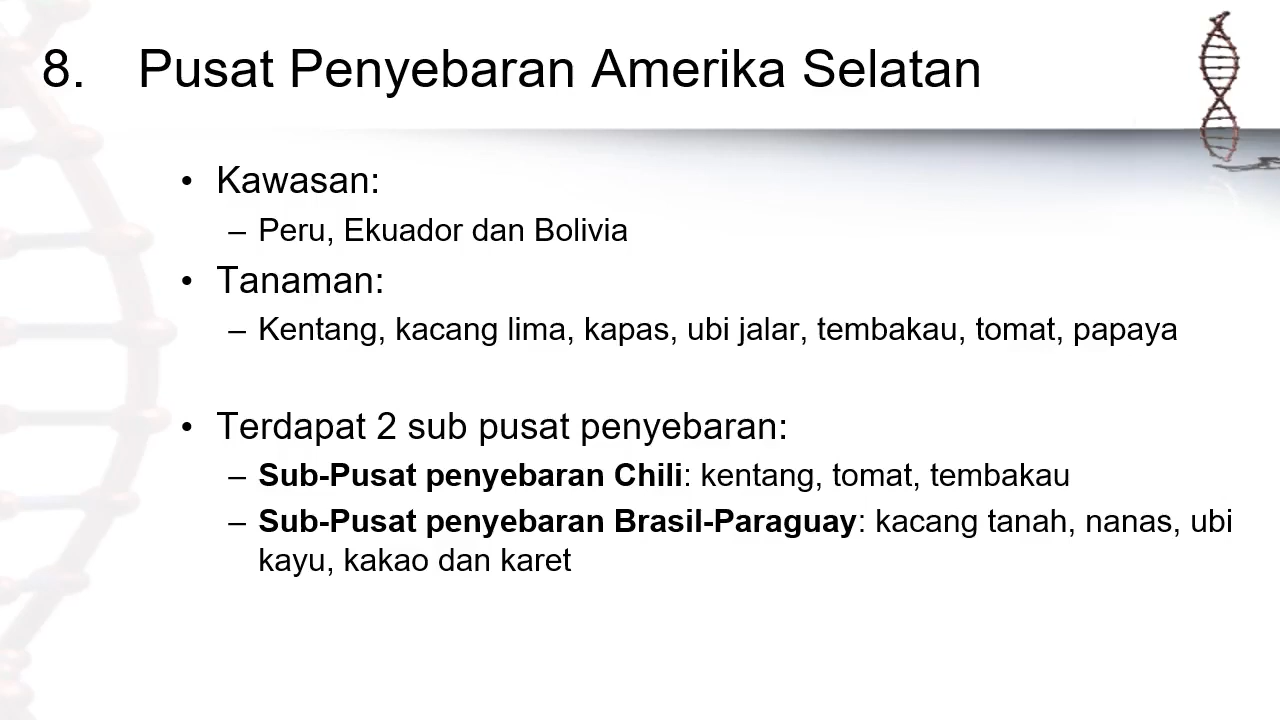 8. Pusat Penyebaran Amerika Selatan
• Kawasan:
– Peru, Ekuador dan Bolivia
• Tanaman:
– Kentang, kacang lima, kapas, ubi jalar, tembakau, tomat, papaya
• Terdapat 2 sub pusat penyebaran:
– Sub-Pusat penyebaran Chili: kentang, tomat, tembakau
– Sub-Pusat penyebaran Brasil-Paraguay: kacang tanah, nanas, ubi
kayu, kakao dan karet